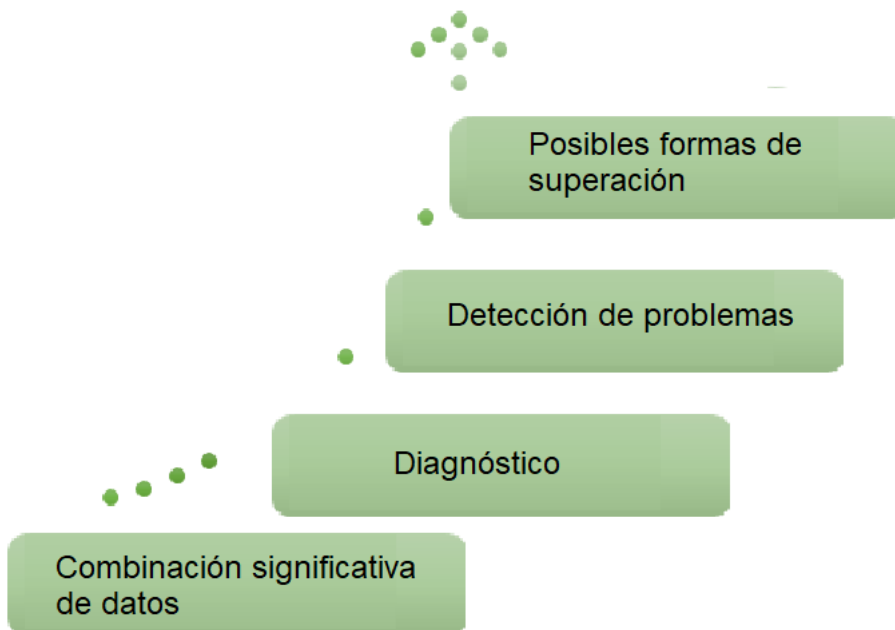 Posibles formas de
superación
Detección de problemas
Diagnóstico
Combinación significativa
de datos